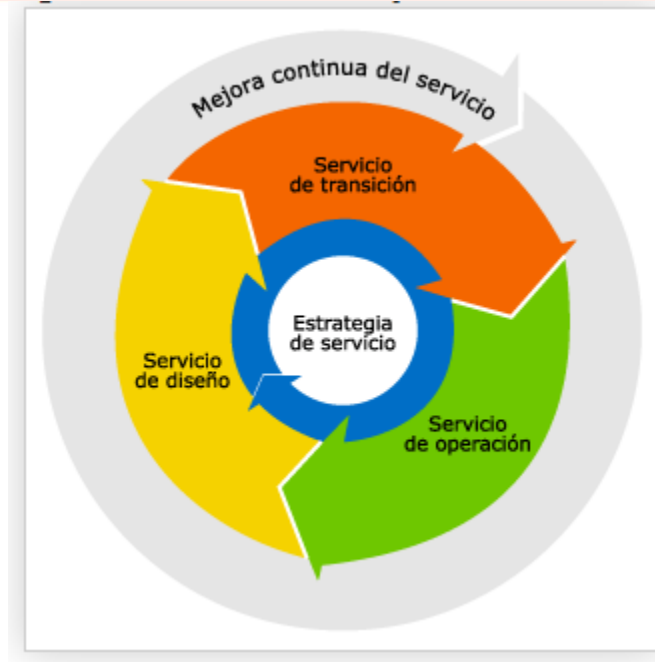 Mejora continua del servicio
Servicio
de transición
Estrategia
de servicio
Servicio
de diseño
Servicio
de operación